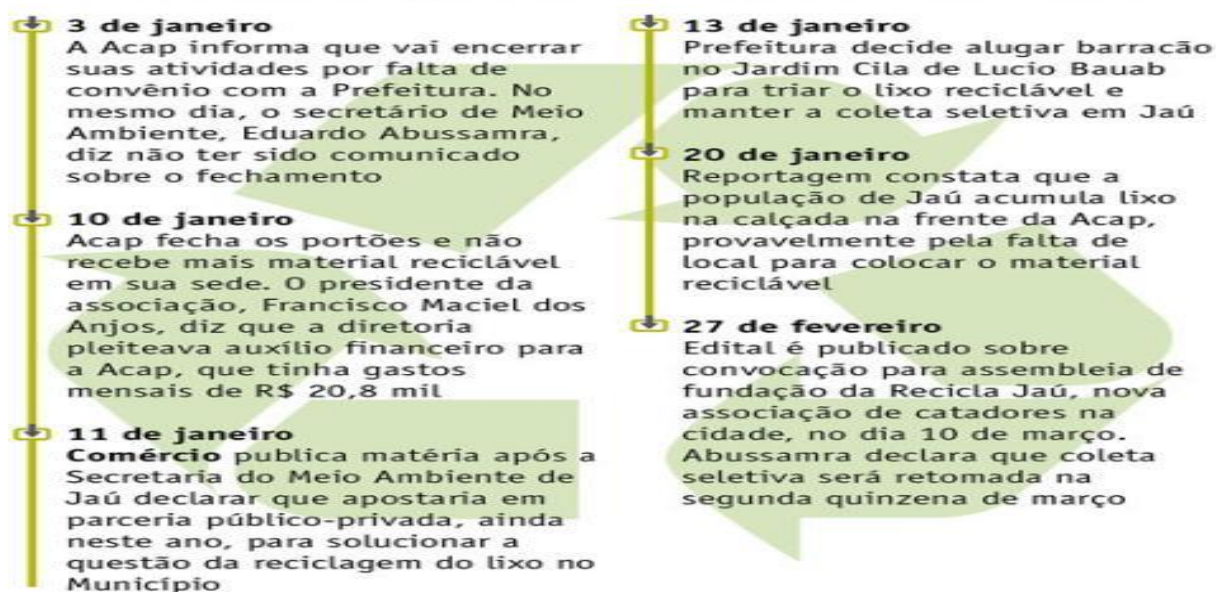 3 de janeiro
A Acap informa que vai encerrar
suas atividades por falta de
convênio com a Prefeitura. No
mesmo dia, o secretário de Meio
Ambiente, Eduardo Abussamra,
diz não ter sido comunicado
sobre o fechamento
10 de janeiro
Acap fecha os portões e não
recebe mais material reciclável
em sua sede. O presidente da
associação, Francisco Maciel dos
Anjos, diz que a diretoria
pleiteava auxílio financeiro para
a Acap, que tinha gastos
mensais de R$ 20,8 mil
11 de janeiro
Comércio publica matéria após a
Secretaria do Meio Ambiente de
Jaú declarar que apostaria em
parceria público-privada, ainda
neste ano, para solucionar a
questão da reciclagem do lixo no
Município
13 de janeiro
Prefeitura decide alugar barracão
no Jardim Cila de Lucio Bauab
para triar o lixo reciclável e
manter a coleta seletiva em Jaú
20 de janeiro
Reportagem constata que a
população de Jaú acumula lixo
na calçada na frente da Acap,
provavelmente pela falta de
local para colocar o material
reciclável
27 de fevereiro
Edital é publicado sobre
convocação para assembleia de
fundação da Recicla Jaú, nova
associação de catadores na
cidade, no dia 10 de março.
Abussamra declara que coleta
seletiva será retomada na
segunda quinzena de março